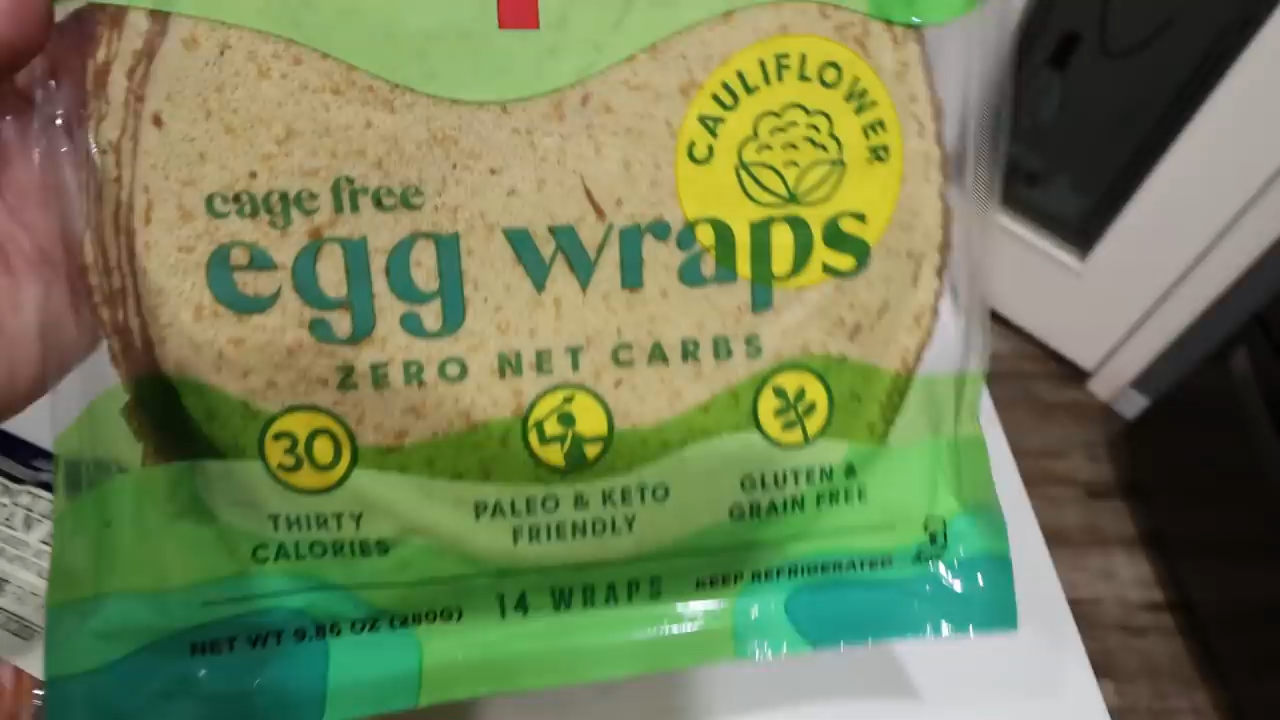 CAULIFLOWER
cage free
egg wraps
ZERO NET CARBS
30
THIRTY
CALORIES
PALEO & KETO
FRIENDLY
GLUTEN &
GRAIN FREE
NET WT 9.86 OZ (280G)
14 WRAPS
KEEP REFRIGERATED